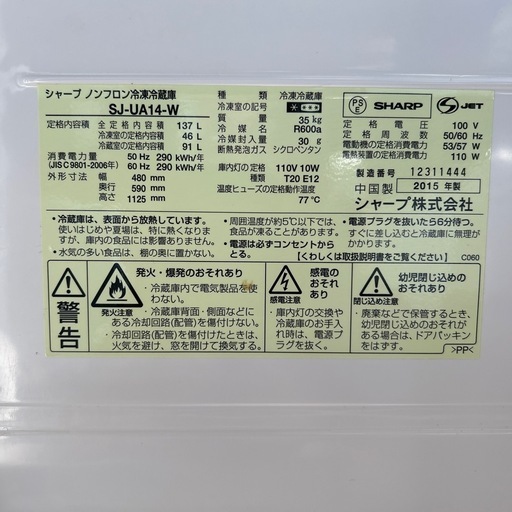 シャープ ノンフロン冷凍冷蔵庫
SJ-UA14-W
定格内容積 全定格内容積 137 L
冷凍室の定格内容積 46 L
冷蔵室の定格内容積 91 L
消費電力量 50 Hz 290 kWh/年
(JIS C 9801-2006年) 60 Hz 290 kWh/年
外形寸法 幅 480 mm
奥行 590 mm
高さ 1125 mm
種類 冷凍冷蔵庫
冷凍室の記号
質量 35 kg
冷媒 R600a
冷媒封入量 30 g
断熱発泡ガス シクロペンタン
庫内灯の定格 110V 10W
種類 T20 E12
温度ヒューズの定格動作温度 77 ℃
PS E SHARP S JET
定格電圧 100 V
定格周波数 50/60 Hz
電動機の定格消費電力 53/57 W
電熱装置の定格消費電力 110 W
製造番号 12311444
中国製 2015 年製
シャープ株式会社
・冷蔵庫は、表面から放熱しています。
使いはじめや夏場は、特に熱くなりま
すが、庫内の食品には影響ありません。
・水気の多い食品は、棚の奥に置かないでください。
・周囲温度が約5℃以下では、
食品が凍ることがあります。
・電源は必ずコンセントから
とる。
・電源プラグを抜いたら6分待つ。
すぐに差し込むと冷蔵庫に無理が
かかります。
【くわしくは取扱説明書をご覧ください】 C060
警告
発火・爆発のおそれあり
発火注意
・冷蔵庫内で電気製品を使
わない。
・冷蔵庫背面・側面などに
ある冷却回路(配管)を傷付けない。
・冷却回路(配管)を傷付けたときは、
火気を避け、窓を開けて換気する。
感電の
おそれあり
感電注意
庫内灯の交換や
冷蔵庫のお手入
れ時は、電源プ
ラグを抜く。
幼児閉じ込めの
おそれあり
閉じ込め注意
・廃棄などで保管するとき、
幼児閉じ込めのおそれが
ある場合は、ドアパッキン
をはずす。
>PP<